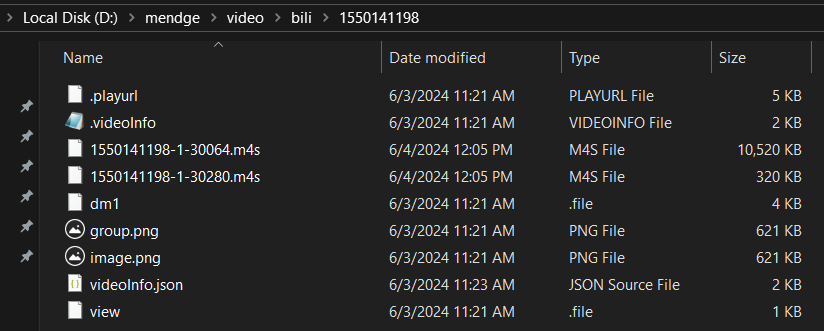 Local Disk (D:) > mendge > video > bili > 1550141198
Name Date modified Type Size
.playurl 6/3/2024 11:21 AM PLAYURL File 5 KB
.videoInfo 6/3/2024 11:21 AM VIDEOINFO File 2 KB
1550141198-1-30064.m4s 6/4/2024 12:05 PM M4S File 10,520 KB
1550141198-1-30280.m4s 6/4/2024 12:05 PM M4S File 320 KB
dm1 6/3/2024 11:21 AM .file 4 KB
group.png 6/3/2024 11:21 AM PNG File 621 KB
image.png 6/3/2024 11:21 AM PNG File 621 KB
videoInfo.json 6/3/2024 11:23 AM JSON Source File 2 KB
view 6/3/2024 11:21 AM .file 1 KB